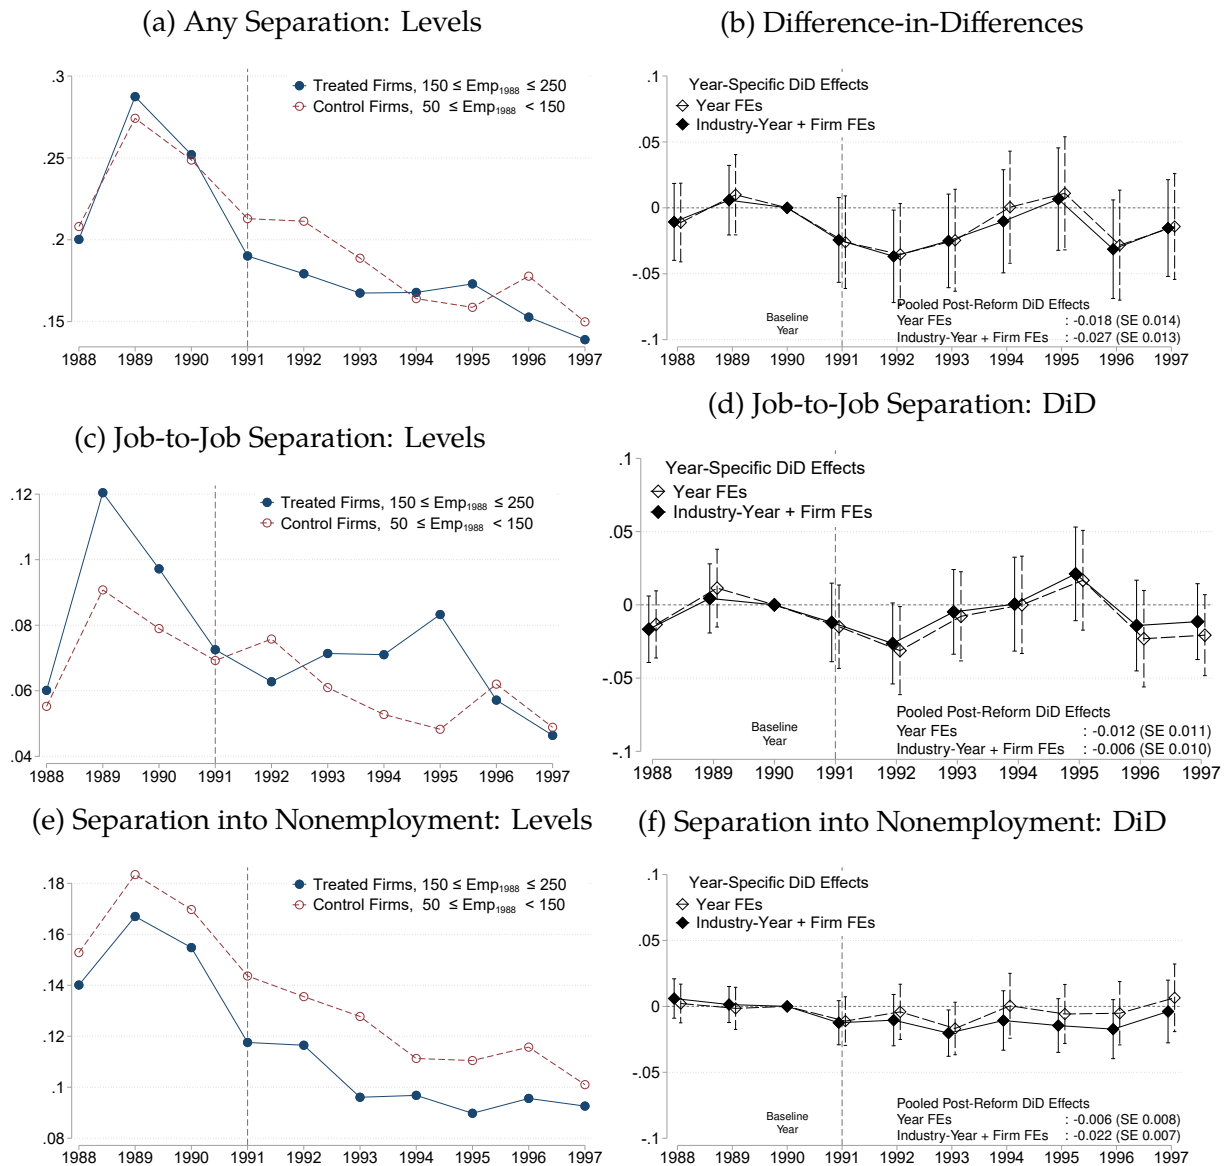 (a) Any Separation: Levels
.3
.25
.2
.15
Treated Firms, 150 ≤ Emp1988 ≤ 250
Control Firms, 50 ≤ Emp1988 < 150
1988 1989 1990 1991 1992 1993 1994 1995 1996 1997
(b) Difference-in-Differences
.1
.05
0
-.05
-.1
Year-Specific DiD Effects
Year FEs
Industry-Year + Firm FEs
Baseline
Year
Pooled Post-Reform DiD Effects
Year FEs : -0.018 (SE 0.014)
Industry-Year + Firm FEs : -0.027 (SE 0.013)
1988 1989 1990 1991 1992 1993 1994 1995 1996 1997
(c) Job-to-Job Separation: Levels
.12
.1
.08
.06
.04
Treated Firms, 150 ≤ Emp1988 ≤ 250
Control Firms, 50 ≤ Emp1988 < 150
1988 1989 1990 1991 1992 1993 1994 1995 1996 1997
(d) Job-to-Job Separation: DiD
.1
.05
0
-.05
-.1
Year-Specific DiD Effects
Year FEs
Industry-Year + Firm FEs
Baseline
Year
Pooled Post-Reform DiD Effects
Year FEs : -0.012 (SE 0.011)
Industry-Year + Firm FEs : -0.006 (SE 0.010)
1988 1989 1990 1991 1992 1993 1994 1995 1996 1997
(e) Separation into Nonemployment: Levels
.18
.16
.14
.12
.1
.08
Treated Firms, 150 ≤ Emp1988 ≤ 250
Control Firms, 50 ≤ Emp1988 < 150
1988 1989 1990 1991 1992 1993 1994 1995 1996 1997
(f) Separation into Nonemployment: DiD
.1
.05
0
-.05
-.1
Year-Specific DiD Effects
Year FEs
Industry-Year + Firm FEs
Baseline
Year
Pooled Post-Reform DiD Effects
Year FEs : -0.006 (SE 0.008)
Industry-Year + Firm FEs : -0.022 (SE 0.007)
1988 1989 1990 1991 1992 1993 1994 1995 1996 1997